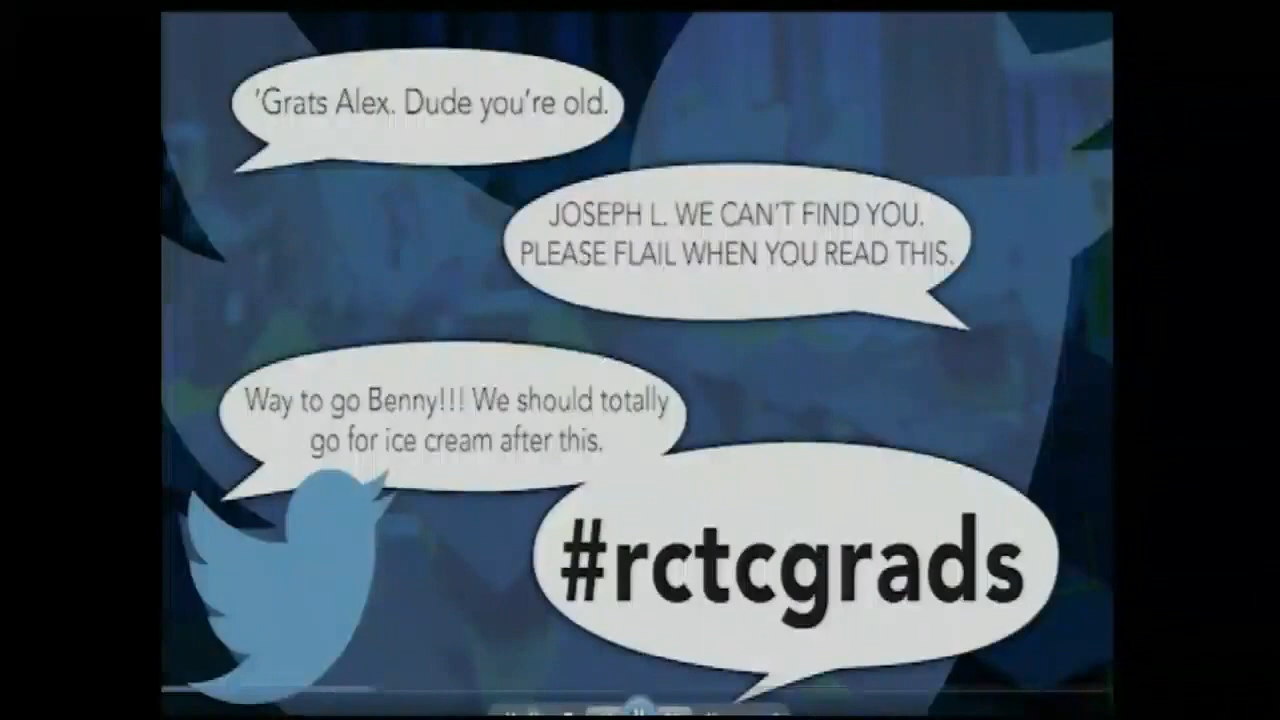 'Grats Alex. Dude you're old.
JOSEPH L. WE CAN'T FIND YOU.
PLEASE FLAIL WHEN YOU READ THIS.
Way to go Benny!!! We should totally
go for ice cream after this.
#rctcgrads